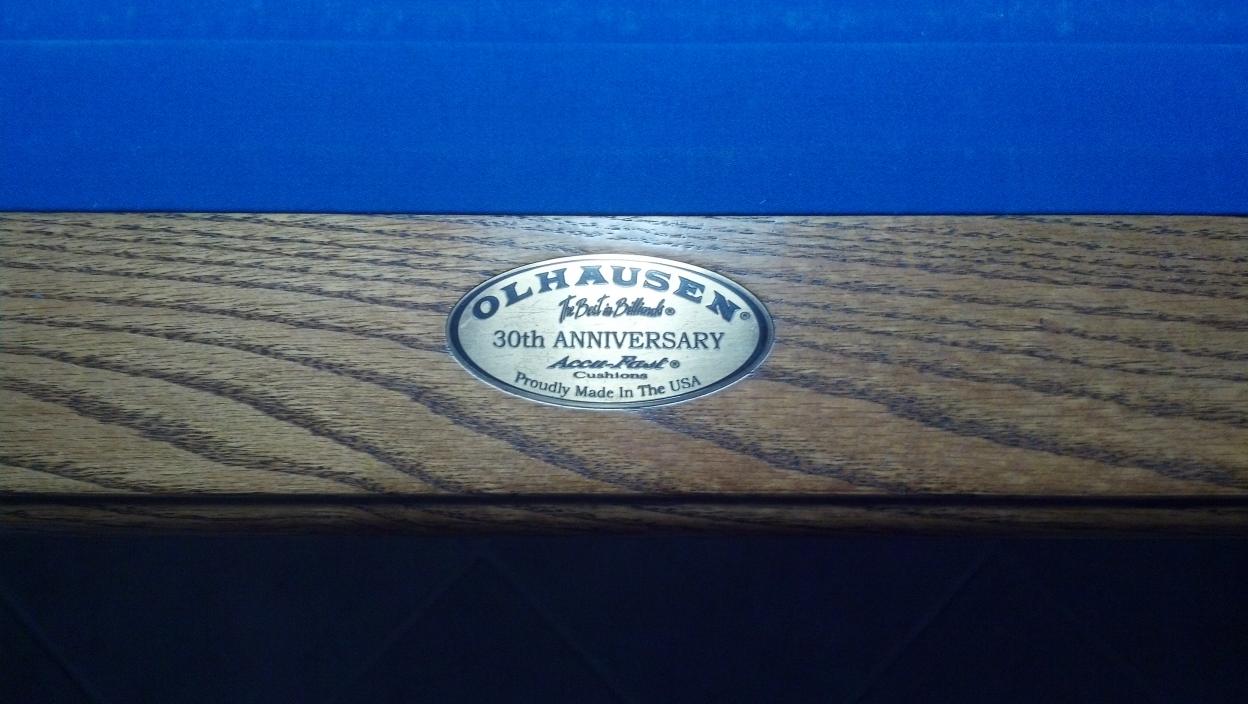 OLHAUSEN®
The Best in Billiards®
30th ANNIVERSARY
Accu-Fast®
Cushions
Proudly Made In The USA